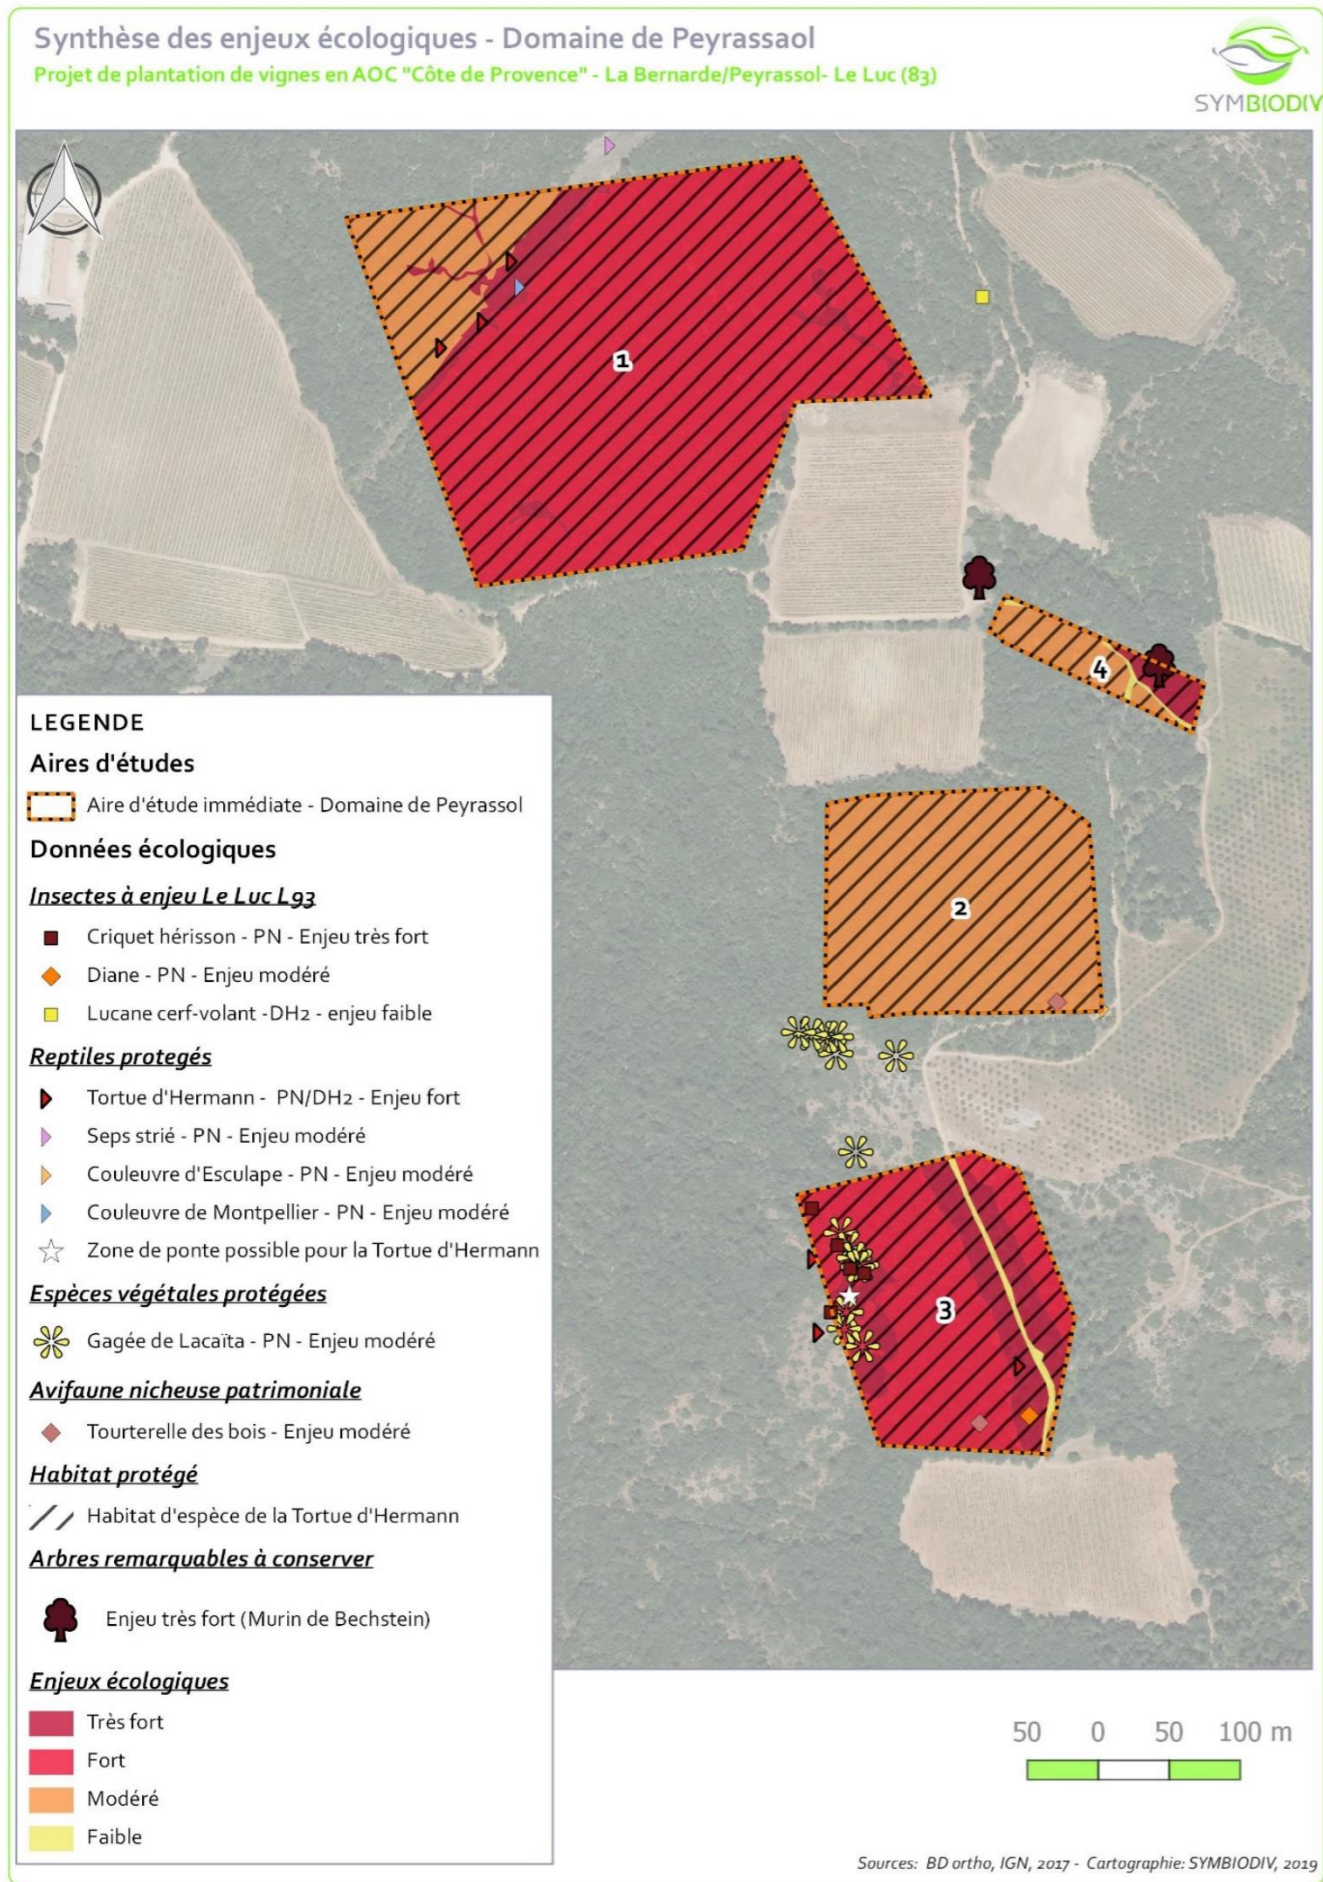 Synthèse des enjeux écologiques - Domaine de Peyrassaol
Projet de plantation de vignes en AOC "Côte de Provence" - La Bernarde/Peyrassol- Le Luc (83)
SYMBIODIV
1
4
2
3
LEGENDE
Aires d'études
Aire d'étude immédiate - Domaine de Peyrassol
Données écologiques
Insectes à enjeu Le Luc L93
Criquet hérisson - PN - Enjeu très fort
Diane - PN - Enjeu modéré
Lucane cerf-volant -DH2 - enjeu faible
Reptiles protegés
Tortue d'Hermann - PN/DH2 - Enjeu fort
Seps strié - PN - Enjeu modéré
Couleuvre d'Esculape - PN - Enjeu modéré
Couleuvre de Montpellier - PN - Enjeu modéré
Zone de ponte possible pour la Tortue d'Hermann
Espèces végétales protégées
Gagée de Lacaïta - PN - Enjeu modéré
Avifaune nicheuse patrimoniale
Tourterelle des bois - Enjeu modéré
Habitat protégé
Habitat d'espèce de la Tortue d'Hermann
Arbres remarquables à conserver
Enjeu très fort (Murin de Bechstein)
Enjeux écologiques
Très fort
Fort
Modéré
Faible
50 0 50 100 m
Sources: BD ortho, IGN, 2017 - Cartographie: SYMBIODIV, 2019